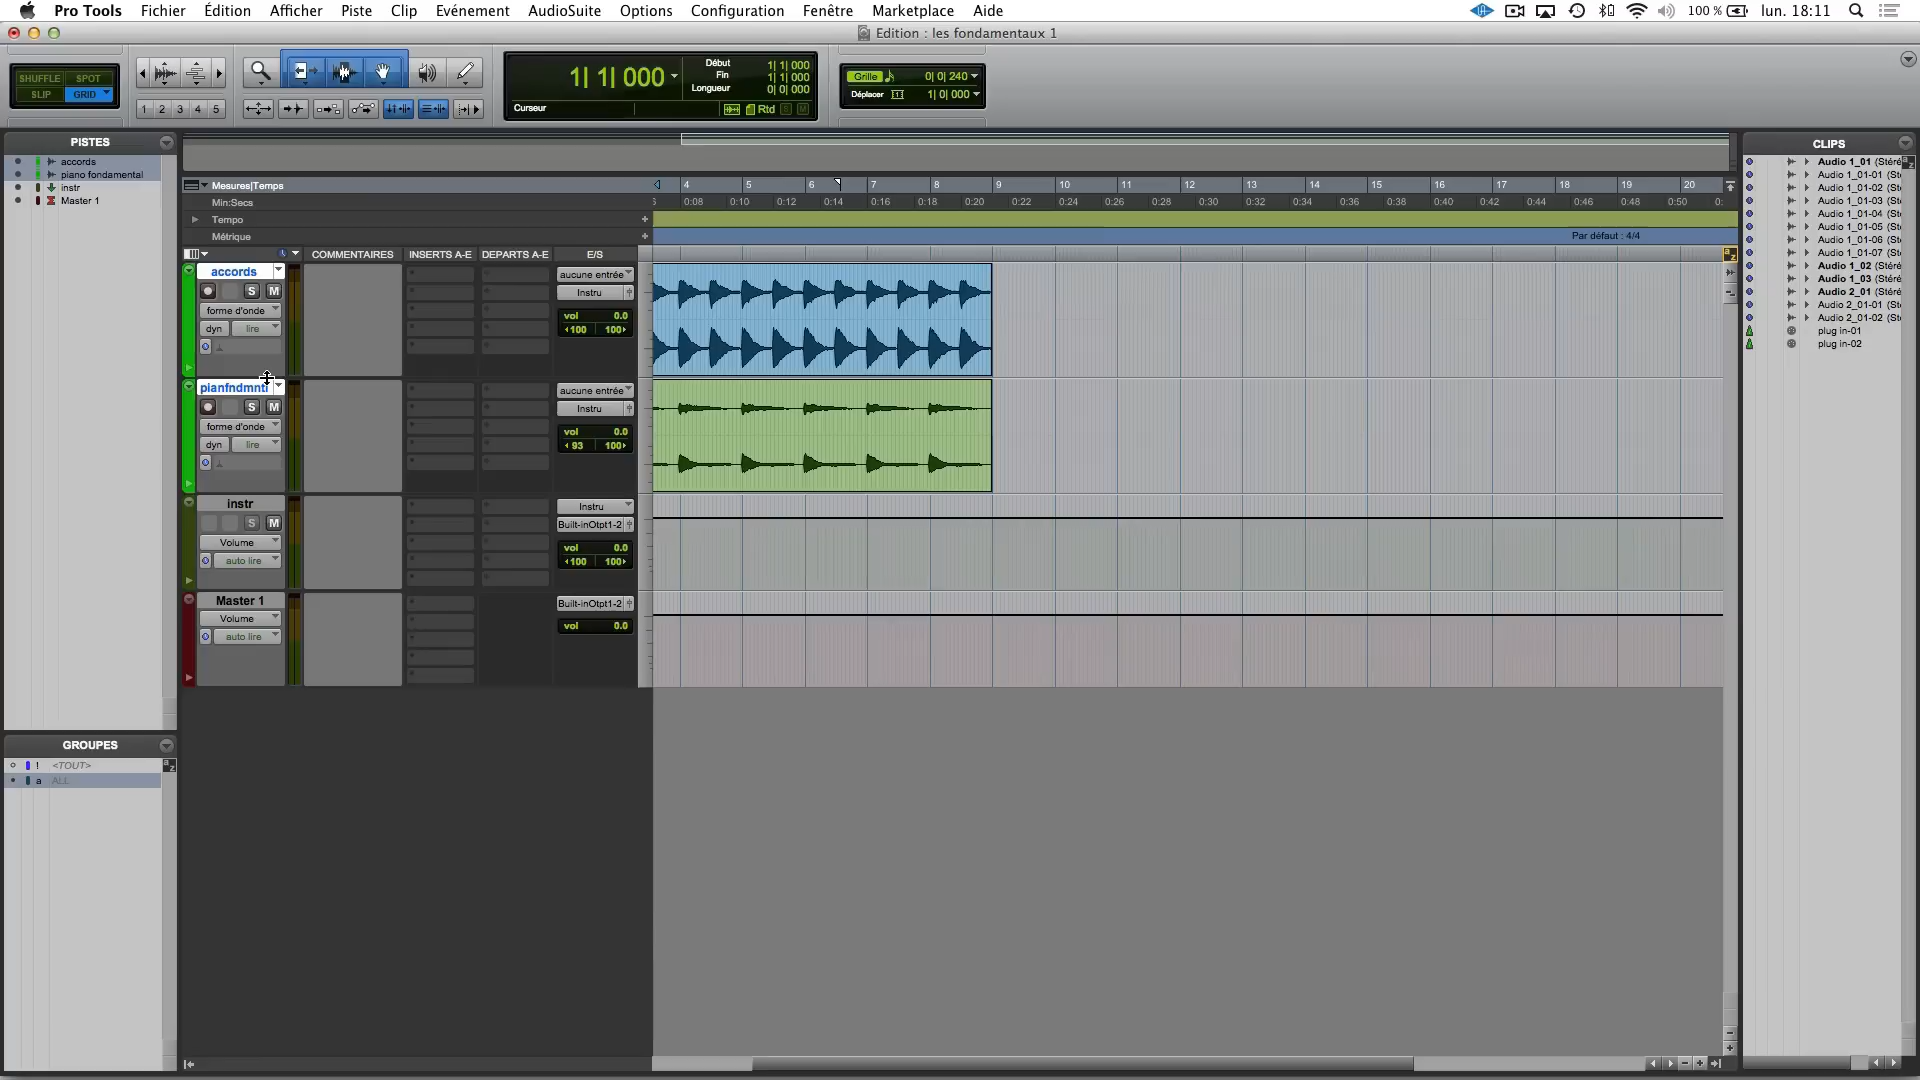 Pro Tools Fichier Édition Afficher Piste Clip Evénement AudioSuite Options Configuration Fenêtre Marketplace Aide 100 % lun. 18:11
Edition : les fondamentaux 1
SHUFFLE SPOT
SLIP GRID
1 2 3 4 5
1| 1| 000
Début 1| 1| 000
Fin 1| 1| 000
Longueur 0| 0| 000
Curseur
Rtd S M
Grille 0| 0| 240
Déplacer 1| 0| 000
PISTES
accords
piano fondamental
instr
Master 1
CLIPS
Audio 1_01 (Stéré
Audio 1_01-01 (St
Audio 1_01-02 (St
Audio 1_01-03 (St
Audio 1_01-04 (St
Audio 1_01-05 (St
Audio 1_01-06 (St
Audio 1_01-07 (St
Audio 1_02 (Stéré
Audio 1_03 (Stéré
Audio 2_01 (Stéré
Audio 2_01-01 (St
Audio 2_01-02 (St
plug in-01
plug in-02
Mesures|Temps 4 5 6 7 8 9 10 11 12 13 14 15 16 17 18 19 20
Min:Secs 0:08 0:10 0:12 0:14 0:16 0:18 0:20 0:22 0:24 0:26 0:28 0:30 0:32 0:34 0:36 0:38 0:40 0:42 0:44 0:46 0:48 0:50 0:
Tempo
Métrique Par défaut : 4/4
COMMENTAIRES INSERTS A-E DEPARTS A-E E/S
accords
S M
forme d'onde
dyn lire
aucune entrée
Instru
vol 0.0
100 100
pianfndmntl
S M
forme d'onde
dyn lire
aucune entrée
Instru
vol 0.0
93 100
instr
S M
Volume
auto lire
Instru
Built-inOtpt1-2
vol 0.0
100 100
Master 1
Volume
auto lire
Built-inOtpt1-2
vol 0.0
GROUPES
! <TOUT>
a ALL